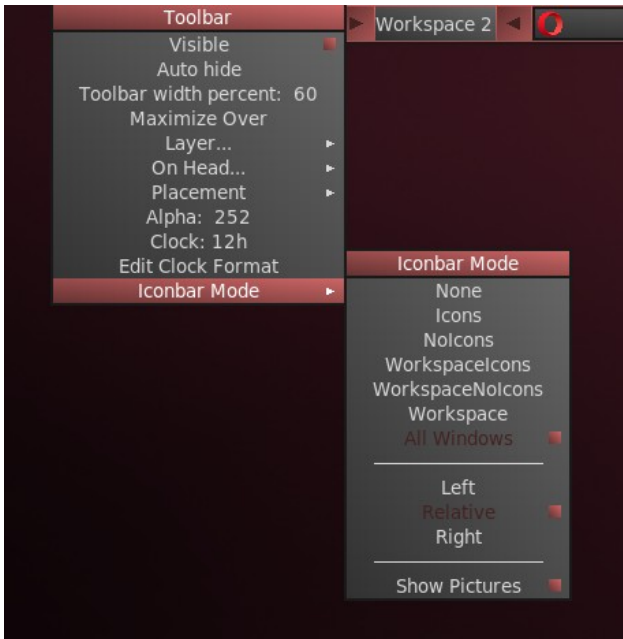 Toolbar
Workspace 2
Visible
Auto hide
Toolbar width percent: 60
Maximize Over
Layer...
On Head...
Placement
Alpha: 252
Clock: 12h
Edit Clock Format
Iconbar Mode
Iconbar Mode
None
Icons
NoIcons
WorkspaceIcons
WorkspaceNoIcons
Workspace
All Windows
Left
Relative
Right
Show Pictures